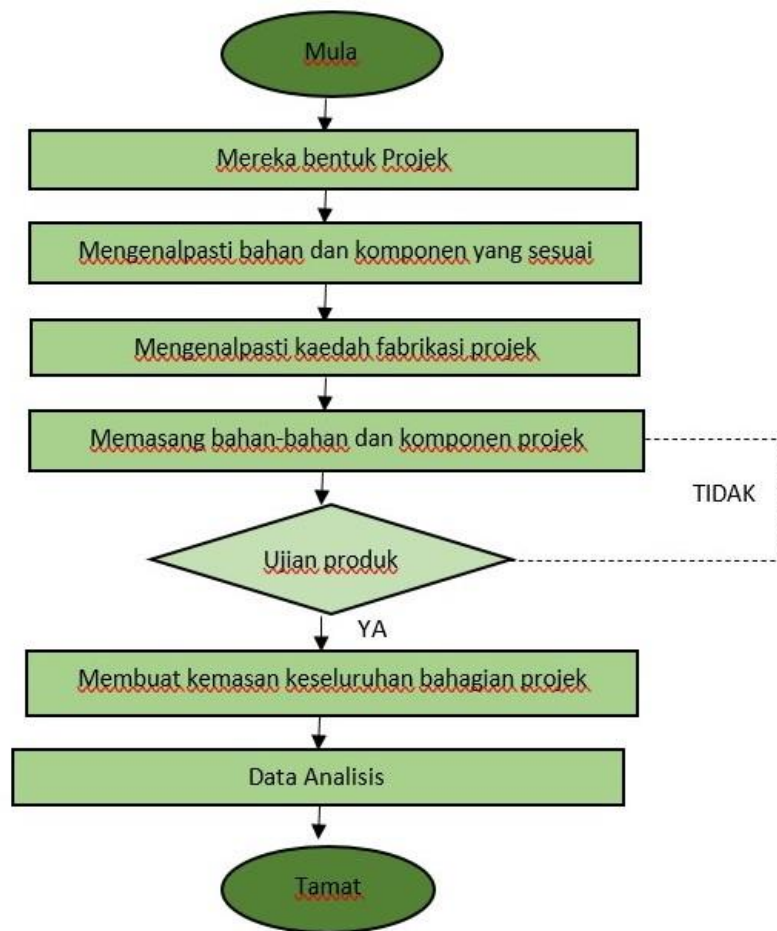 Mula
Mereka bentuk Projek
Mengenalpasti bahan dan komponen yang sesuai
Mengenalpasti kaedah fabrikasi projek
Memasang bahan-bahan dan komponen projek
TIDAK
Ujian produk
YA
Membuat kemasan keseluruhan bahagian projek
Data Analisis
Tamat